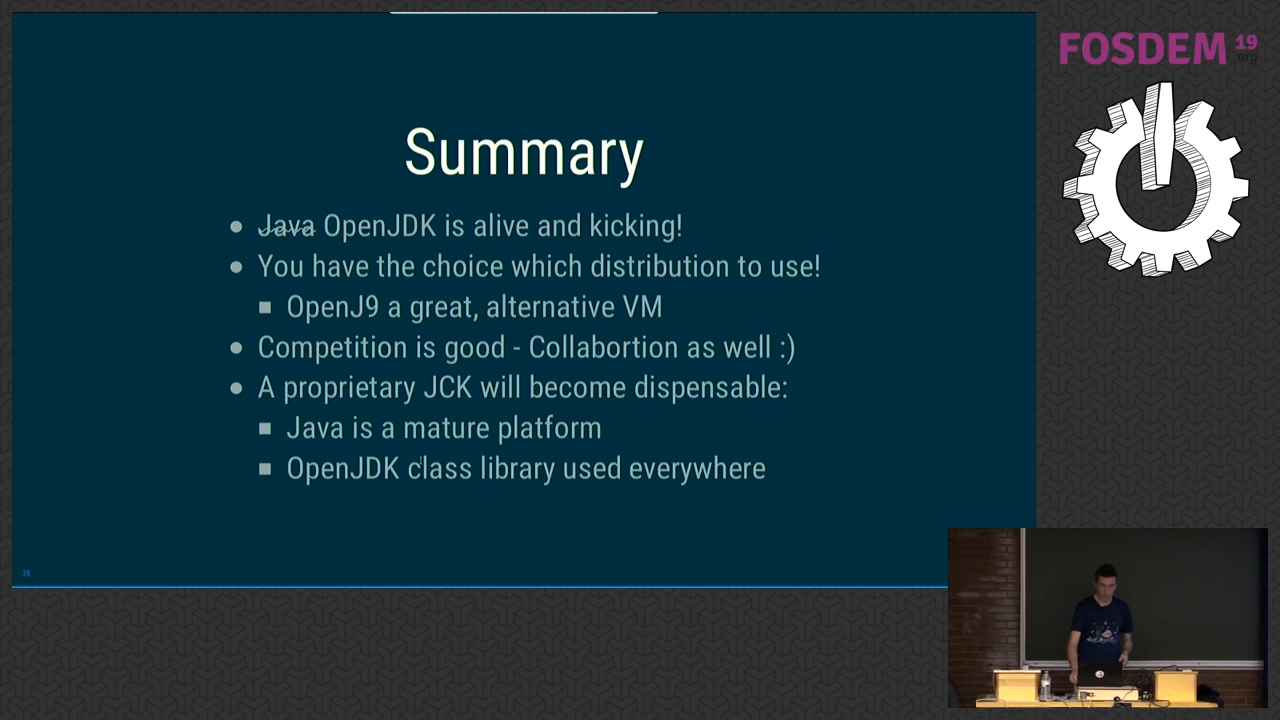 FOSDEM 19
.org
Summary
Java OpenJDK is alive and kicking!
You have the choice which distribution to use!
OpenJ9 a great, alternative VM
Competition is good - Collabortion as well :)
A proprietary JCK will become dispensable:
Java is a mature platform
OpenJDK class library used everywhere
28